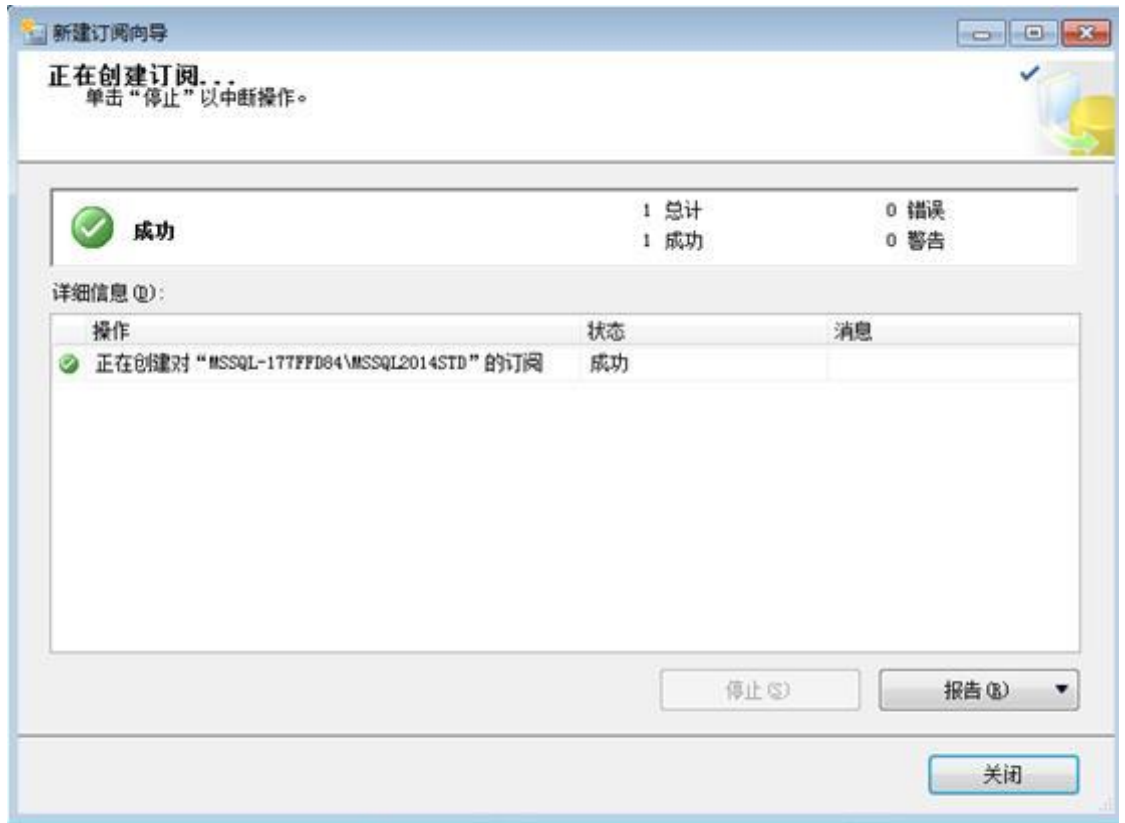 新建订阅向导
正在创建订阅...
单击“停止”以中断操作。
成功
1 总计 0 错误
1 成功 0 警告
详细信息(D):
操作 状态 消息
正在创建对“MSSQL-177FFD84\MSSQL2014STD”的订阅 成功
停止(S) 报告(R)
关闭